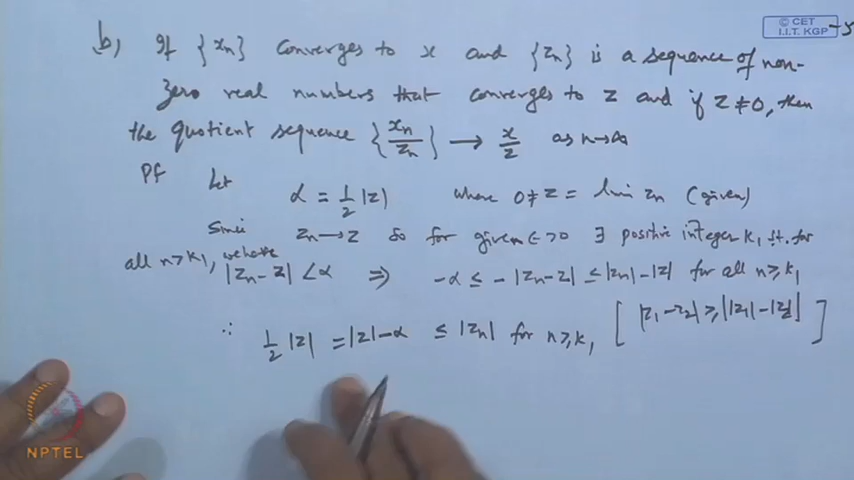 © CET
I.I.T. KGP
b) If {xn} converges to x and {zn} is a sequence of non-
zero real numbers that converges to z and if z ≠ 0, then
the quotient sequence {xn/zn} → x/z as n→∞
Pf Let α = 1/2 |z| where 0 ≠ z = lim zn (given)
Since zn → z so for given ε > 0 ∃ positive integer k1 s.t. for
all n ≥ k1, we have
|zn - z| < α ⇒ -α ≤ - |zn - z| ≤ |zn| - |z| for all n ≥ k1
∴ 1/2 |z| = |z| - α ≤ |zn| for n ≥ k1 [ |z1 - z2| ≥ ||z1| - |z2|| ]
NPTEL